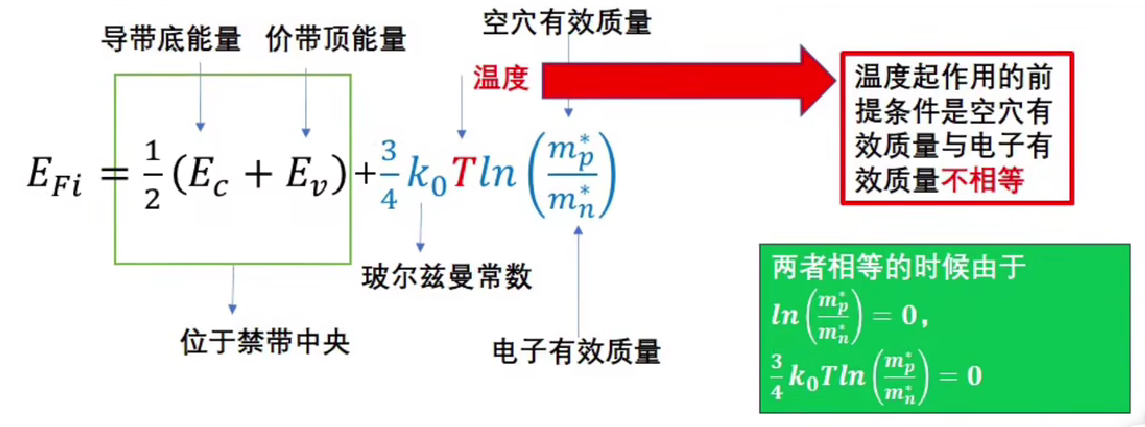 导带底能量 价带顶能量
空穴有效质量
温度
温度起作用的前
提条件是空穴有
效质量与电子有
效质量不相等
E_{Fi} = \frac{1}{2}(E_c + E_v) + \frac{3}{4}k_0Tln\left(\frac{m_p^*}{m_n^*}\right)
玻尔兹曼常数
位于禁带中央
电子有效质量
两者相等的时候由于
ln\left(\frac{m_p^*}{m_n^*}\right) = 0，
\frac{3}{4}k_0Tln\left(\frac{m_p^*}{m_n^*}\right) = 0